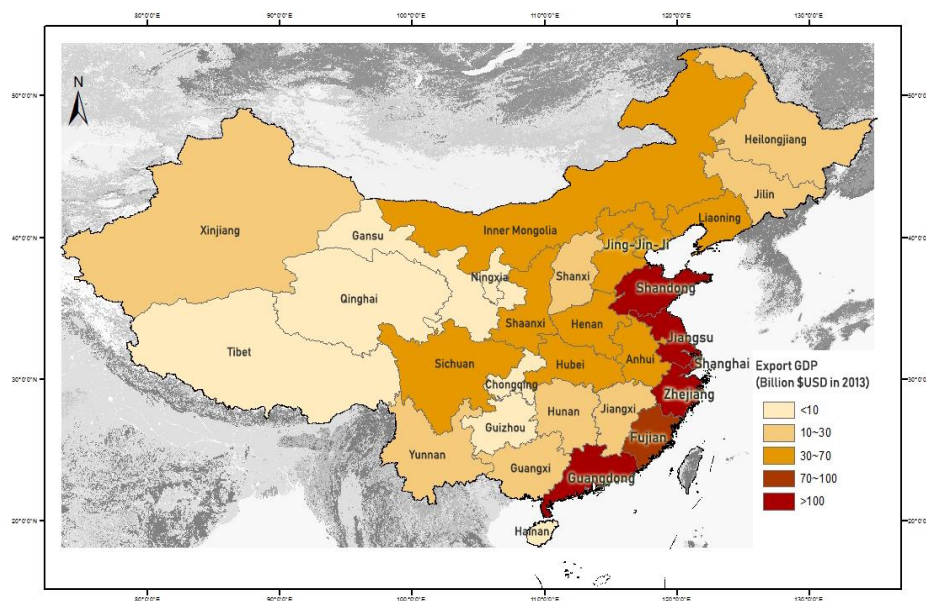 80°0'0"E 90°0'0"E 100°0'0"E 110°0'0"E 120°0'0"E 130°0'0"E
N
50°0'0"N 50°0'0"N
Heilongjiang
Jilin
Liaoning
Xinjiang
Inner Mongolia
Gansu
40°0'0"N 40°0'0"N
Jing-Jin-Ji
Ningxia
Shanxi
Shandong
Qinghai
Shaanxi
Henan
Jiangsu
Tibet
Sichuan
Hubei
Anhui
Shanghai
Export GDP
(Billion $USD in 2013)
30°0'0"N 30°0'0"N
Chongqing
Zhejiang
<10
Guizhou
Hunan
Jiangxi
10~30
Fujian
30~70
Yunnan
Guangxi
Guangdong
70~100
>100
20°0'0"N 20°0'0"N
Hainan
80°0'0"E 90°0'0"E 100°0'0"E 110°0'0"E 120°0'0"E 130°0'0"E